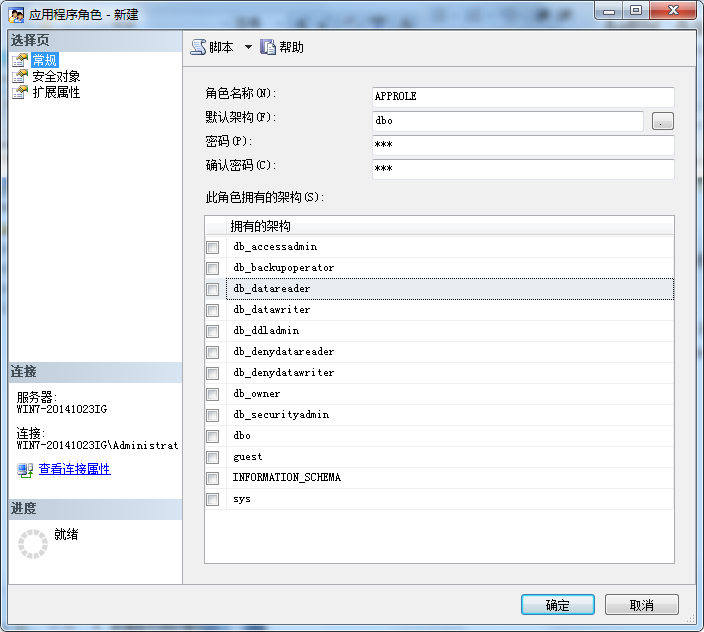 应用程序角色 - 新建
选择页
常规
安全对象
扩展属性
脚本
帮助
角色名称(N):
APPROLE
默认架构(F):
dbo
密码(P):
***
确认密码(C):
***
此角色拥有的架构(S):
拥有的架构
db_accessadmin
db_backupoperator
db_datareader
db_datawriter
db_ddladmin
db_denydatareader
db_denydatawriter
db_owner
db_securityadmin
dbo
guest
INFORMATION_SCHEMA
sys
连接
服务器:
WIN7-20141023IG
连接:
WIN7-20141023IG\Administrat
查看连接属性
进度
就绪
确定
取消